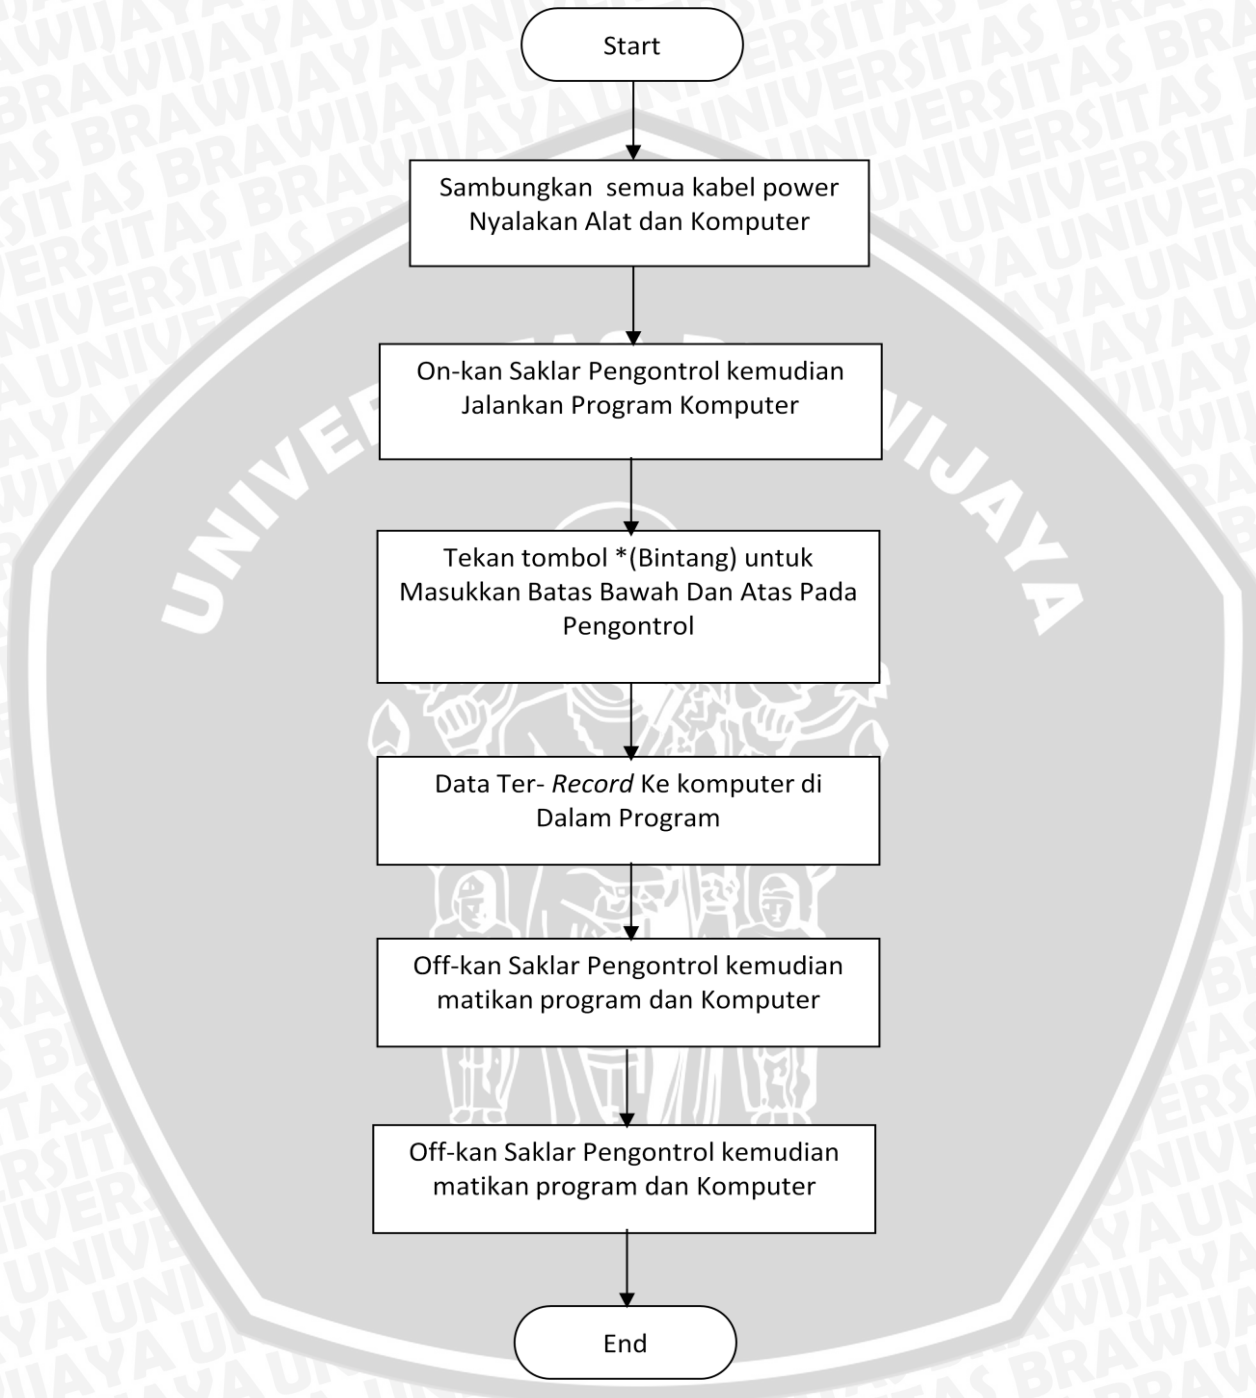 Start
Sambungkan semua kabel power
Nyalakan Alat dan Komputer
On-kan Saklar Pengontrol kemudian
Jalankan Program Komputer
Tekan tombol *(Bintang) untuk
Masukkan Batas Bawah Dan Atas Pada
Pengontrol
Data Ter- Record Ke komputer di
Dalam Program
Off-kan Saklar Pengontrol kemudian
matikan program dan Komputer
Off-kan Saklar Pengontrol kemudian
matikan program dan Komputer
End